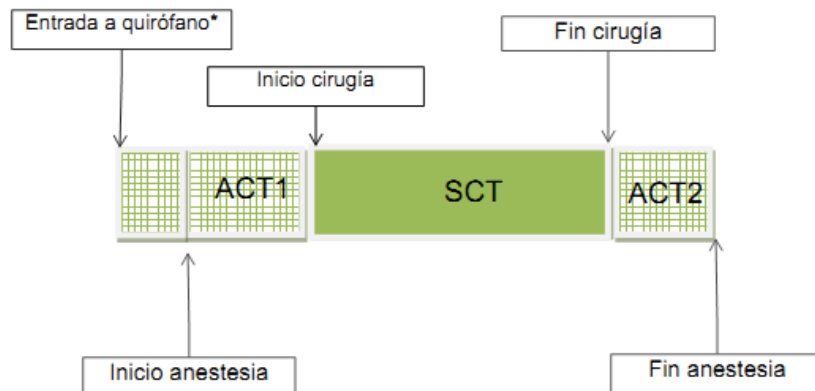 Entrada a quirófano*
Fin cirugía
Inicio cirugía
ACT1
SCT
ACT2
Inicio anestesia
Fin anestesia